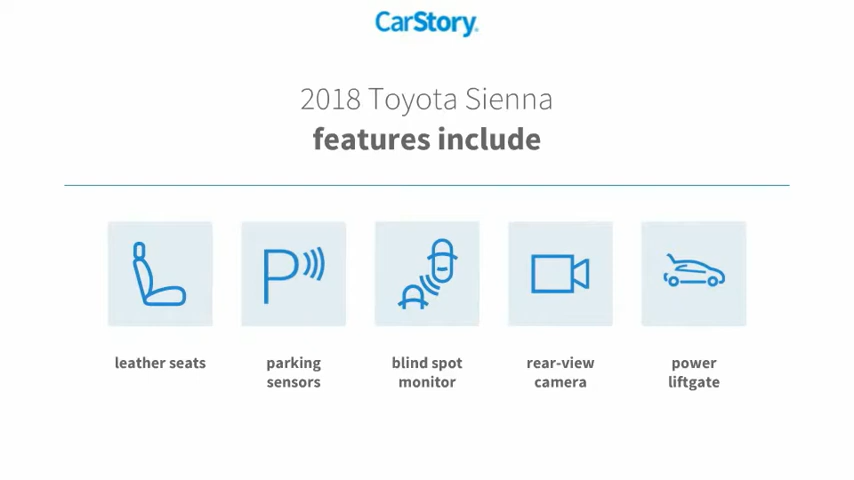 CarStory
2018 Toyota Sienna
features include
P
leather seats
parking
sensors
blind spot
monitor
rear-view
camera
power
liftgate